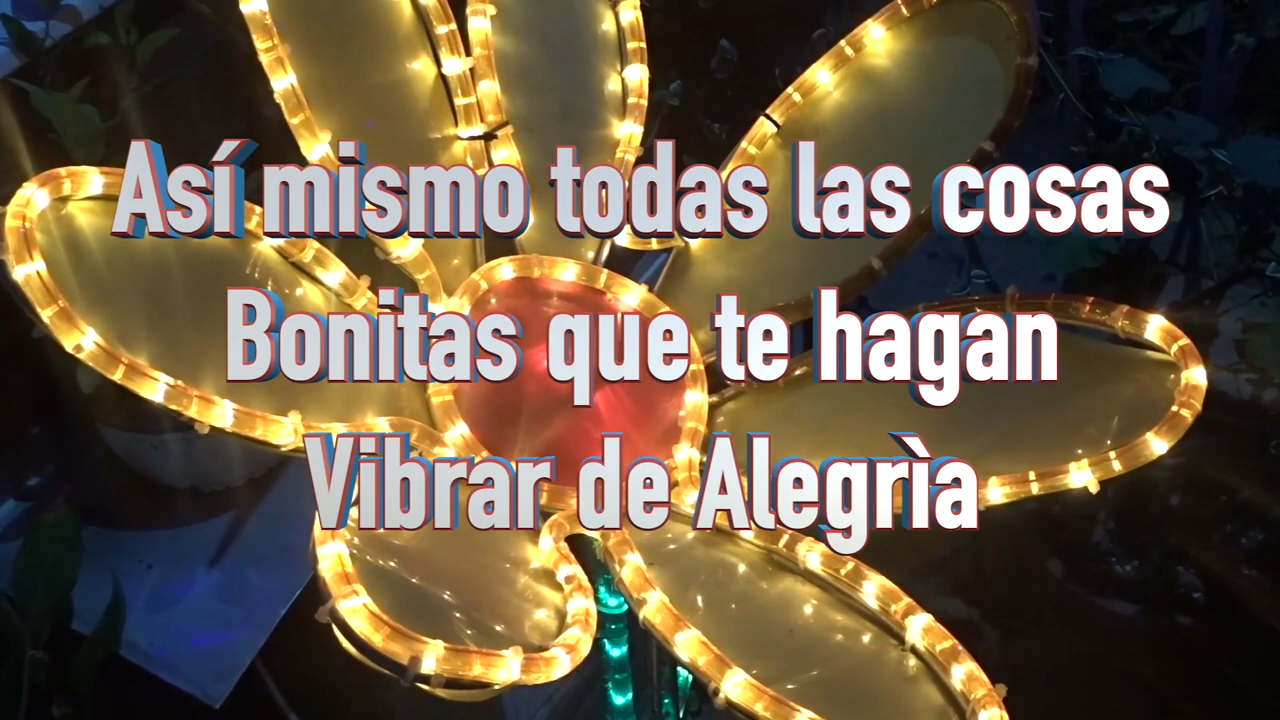 Así mismo todas las cosas
Bonitas que te hagan
Vibrar de Alegrìa